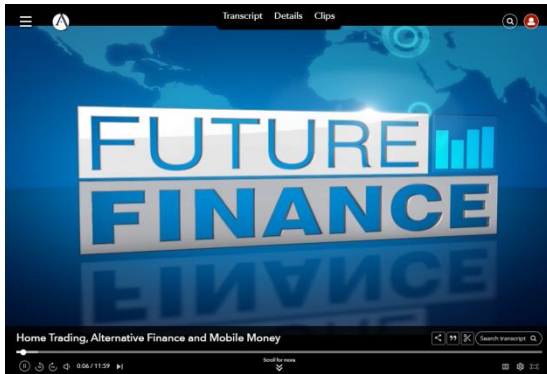 Transcript Details Clips
FUTURE
FINANCE
Home Trading, Alternative Finance and Mobile Money
Search transcript
0:06 / 11:59
Scroll for more